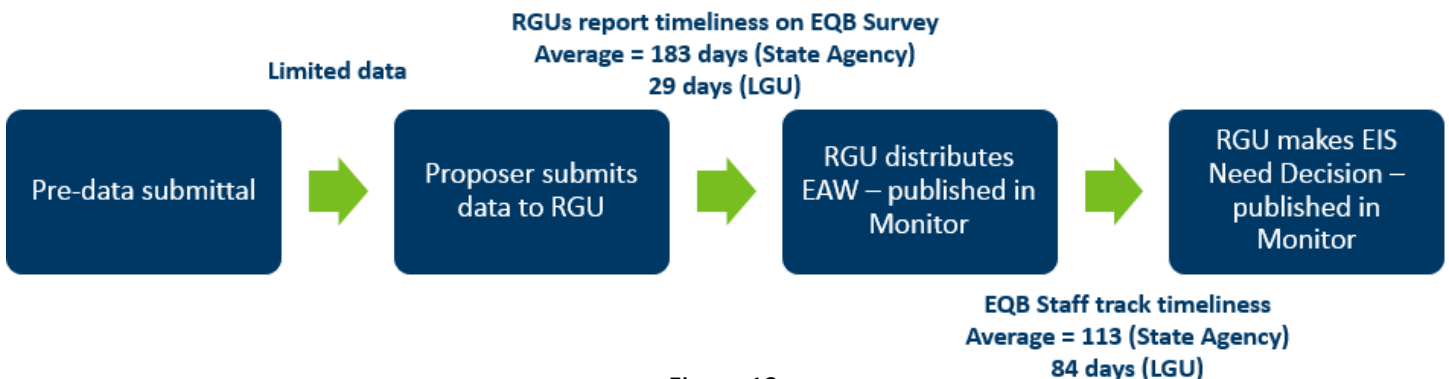 RGUs report timeliness on EQB Survey
Average = 183 days (State Agency)
29 days (LGU)
Limited data
Pre-data submittal
Proposer submits
data to RGU
RGU distributes
EAW – published in
Monitor
RGU makes EIS
Need Decision –
published in
Monitor
EQB Staff track timeliness
Average = 113 (State Agency)
84 days (LGU)